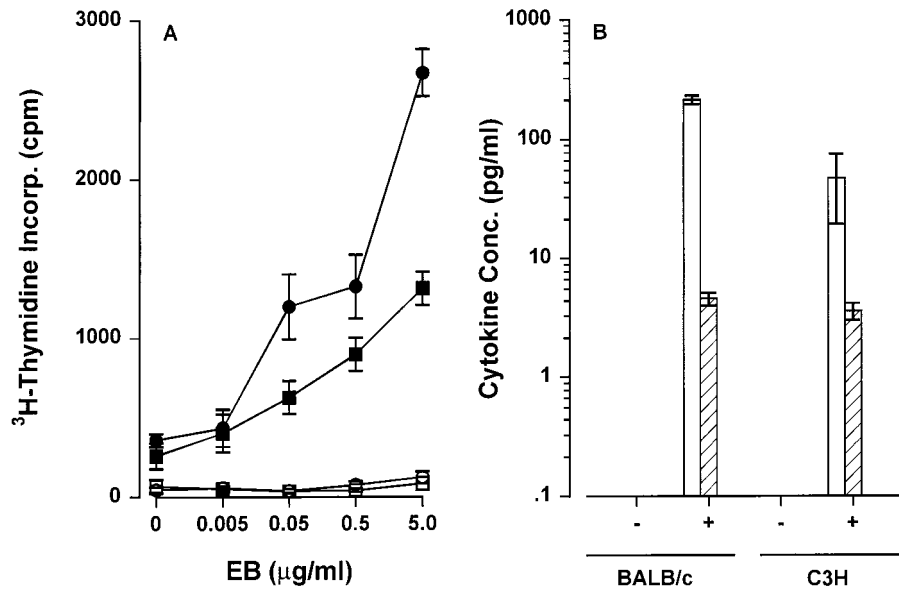 A
3000
2000
1000
0
³H-Thymidine Incorp. (cpm)
0 0.005 0.05 0.5 5.0
EB (μg/ml)
B
1000
100
10
1
.1
Cytokine Conc. (pg/ml)
- + - +
BALB/c C3H